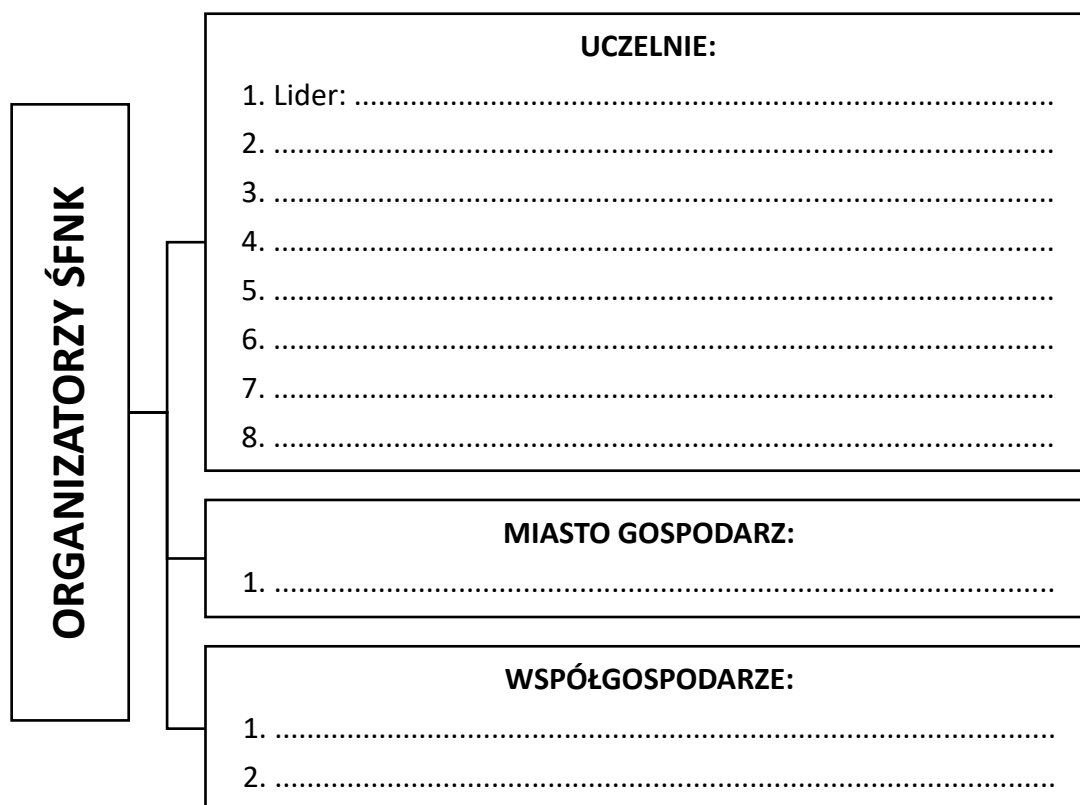 ORGANIZATORZY ŚFNK
UCZELNIE:
1. Lider: ....................................................................................
2. ..............................................................................................
3. ..............................................................................................
4. ..............................................................................................
5. ..............................................................................................
6. ..............................................................................................
7. ..............................................................................................
8. ..............................................................................................
MIASTO GOSPODARZ:
1. ..............................................................................................
WSPÓŁGOSPODARZE:
1. ..............................................................................................
2. ..............................................................................................